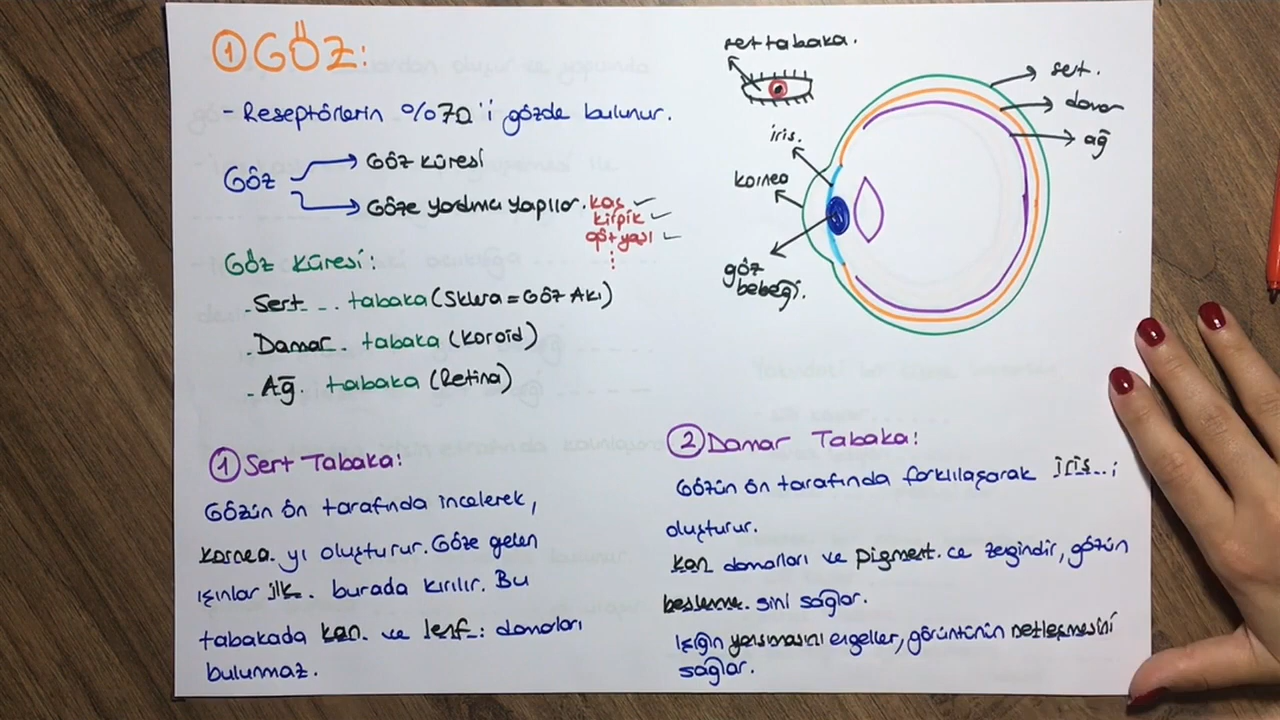 ① GÖZ:
- Reseptörlerin %70'i gözde bulunur.
Göz
Göz küresi
Göze yardımcı yapılar.
kaş
kirpik
göz yaşı
Göz küresi:
- Sert tabaka (Sklera = Göz Akı)
- Damar tabaka (Koroid)
- Ağ tabaka (Retina)
① Sert Tabaka:
Gözün ön tarafında incelerek,
kornea yı oluşturur. Göze gelen
ışınlar ilk burada kırılır. Bu
tabakada kan ve lenf damarları
bulunmaz.
sert tabaka.
iris.
kornea
göz
bebeği.
sert.
damar
ağ
② Damar Tabaka:
Gözün ön tarafında farklılaşarak iris i
oluşturur.
kan damarları ve pigment ce zengindir, gözün
beslenme sini sağlar.
Işığın yansımasını engeller, görüntünün netleşmesini
sağlar.